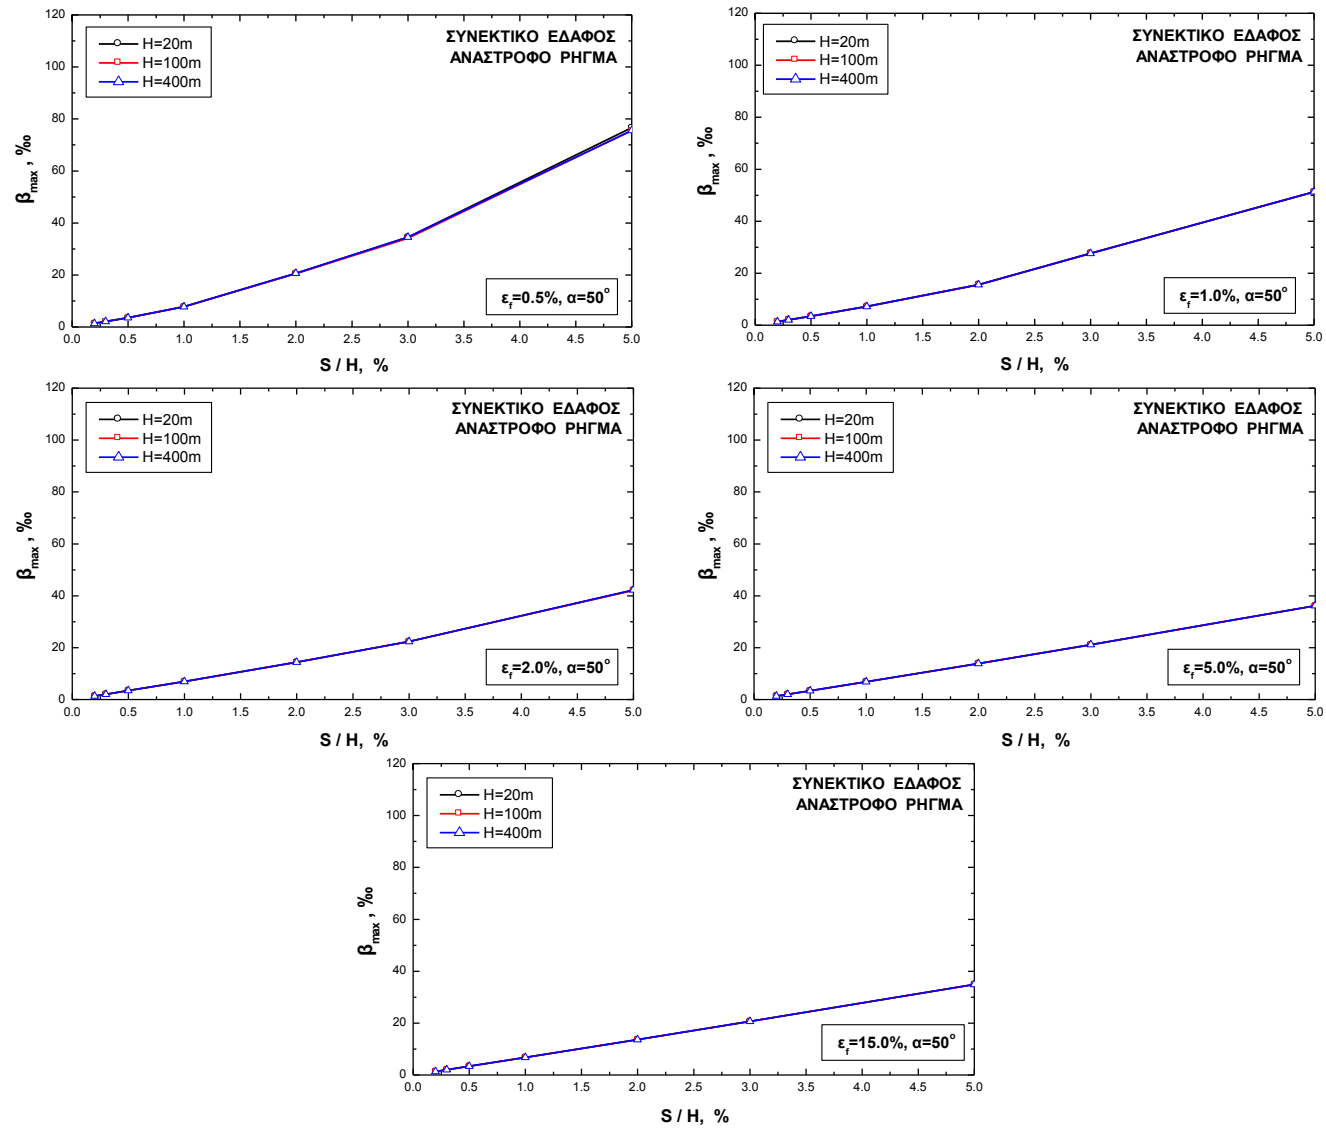 ΣΥΝΕΚΤΙΚΟ ΕΔΑΦΟΣ
ΑΝΑΣΤΡΟΦΟ ΡΗΓΜΑ
H=20m
H=100m
H=400m
120
100
80
60
40
20
0
βmax , ‰
εf=0.5%, α=50°
0.0 0.5 1.0 1.5 2.0 2.5 3.0 3.5 4.0 4.5 5.0
S / H, %
ΣΥΝΕΚΤΙΚΟ ΕΔΑΦΟΣ
ΑΝΑΣΤΡΟΦΟ ΡΗΓΜΑ
H=20m
H=100m
H=400m
120
100
80
60
40
20
0
βmax , ‰
εf=1.0%, α=50°
0.0 0.5 1.0 1.5 2.0 2.5 3.0 3.5 4.0 4.5 5.0
S / H, %
ΣΥΝΕΚΤΙΚΟ ΕΔΑΦΟΣ
ΑΝΑΣΤΡΟΦΟ ΡΗΓΜΑ
H=20m
H=100m
H=400m
120
100
80
60
40
20
0
βmax , ‰
εf=2.0%, α=50°
0.0 0.5 1.0 1.5 2.0 2.5 3.0 3.5 4.0 4.5 5.0
S / H, %
ΣΥΝΕΚΤΙΚΟ ΕΔΑΦΟΣ
ΑΝΑΣΤΡΟΦΟ ΡΗΓΜΑ
H=20m
H=100m
H=400m
120
100
80
60
40
20
0
βmax , ‰
εf=5.0%, α=50°
0.0 0.5 1.0 1.5 2.0 2.5 3.0 3.5 4.0 4.5 5.0
S / H, %
ΣΥΝΕΚΤΙΚΟ ΕΔΑΦΟΣ
ΑΝΑΣΤΡΟΦΟ ΡΗΓΜΑ
H=20m
H=100m
H=400m
120
100
80
60
40
20
0
βmax , ‰
εf=15.0%, α=50°
0.0 0.5 1.0 1.5 2.0 2.5 3.0 3.5 4.0 4.5 5.0
S / H, %